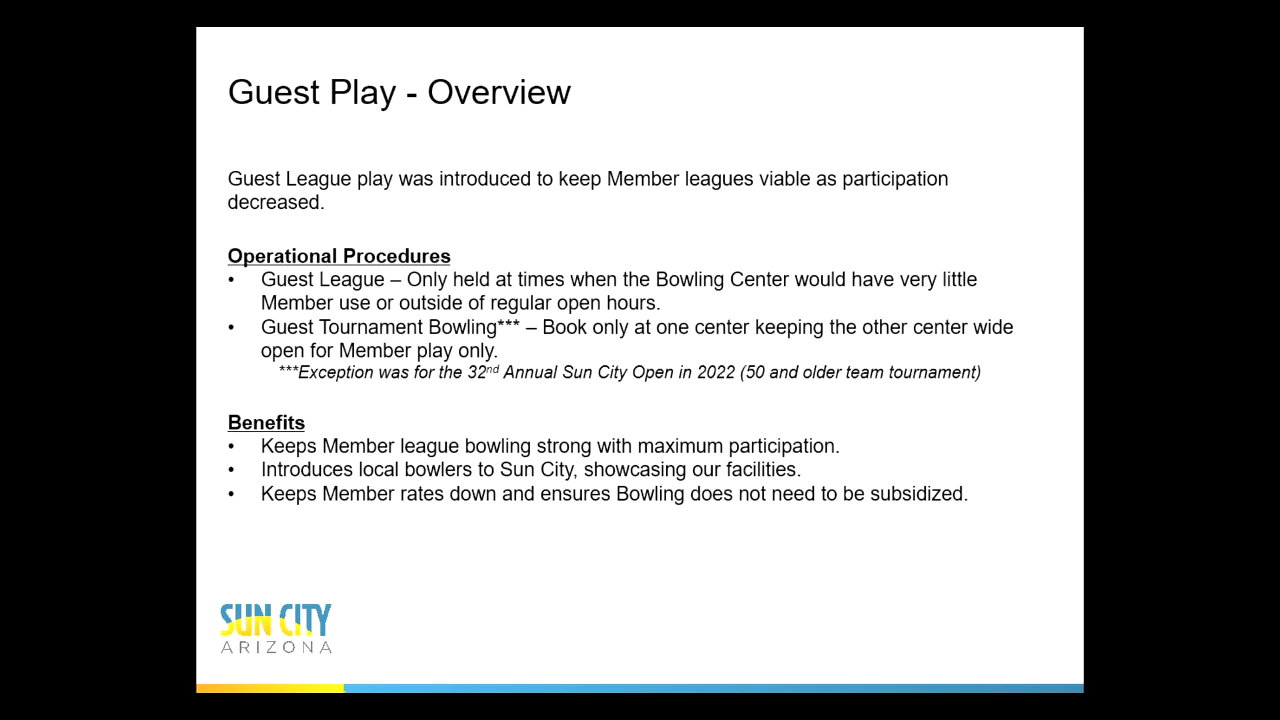 Guest Play - Overview
Guest League play was introduced to keep Member leagues viable as participation
decreased.
Operational Procedures
• Guest League – Only held at times when the Bowling Center would have very little
Member use or outside of regular open hours.
• Guest Tournament Bowling*** – Book only at one center keeping the other center wide
open for Member play only.
***Exception was for the 32nd Annual Sun City Open in 2022 (50 and older team tournament)
Benefits
• Keeps Member league bowling strong with maximum participation.
• Introduces local bowlers to Sun City, showcasing our facilities.
• Keeps Member rates down and ensures Bowling does not need to be subsidized.
SUN CITY
ARIZONA